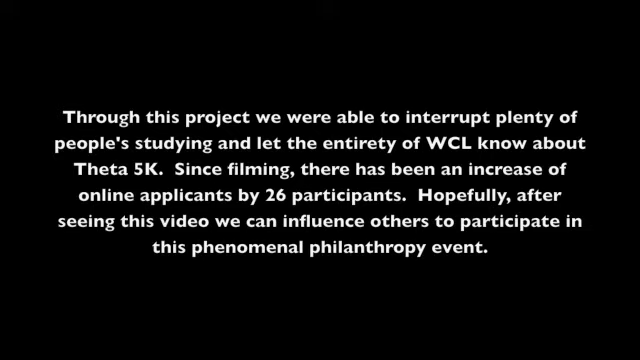 Through this project we were able to interrupt plenty of
people's studying and let the entirety of WCL know about
Theta 5K.  Since filming, there has been an increase of
online applicants by 26 participants.  Hopefully, after
seeing this video we can influence others to participate in
this phenomenal philanthropy event.